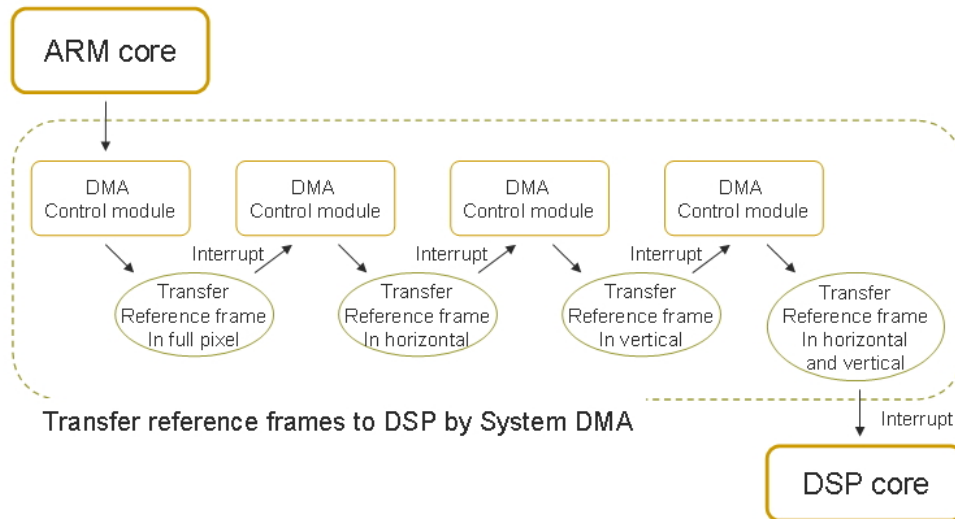 ARM core
DMA
Control module
DMA
Control module
DMA
Control module
DMA
Control module
Interrupt
Interrupt
Interrupt
Transfer
Reference frame
In full pixel
Transfer
Reference frame
In horizontal
Transfer
Reference frame
In vertical
Transfer
Reference frame
In horizontal
and vertical
Transfer reference frames to DSP by System DMA
Interrupt
DSP core